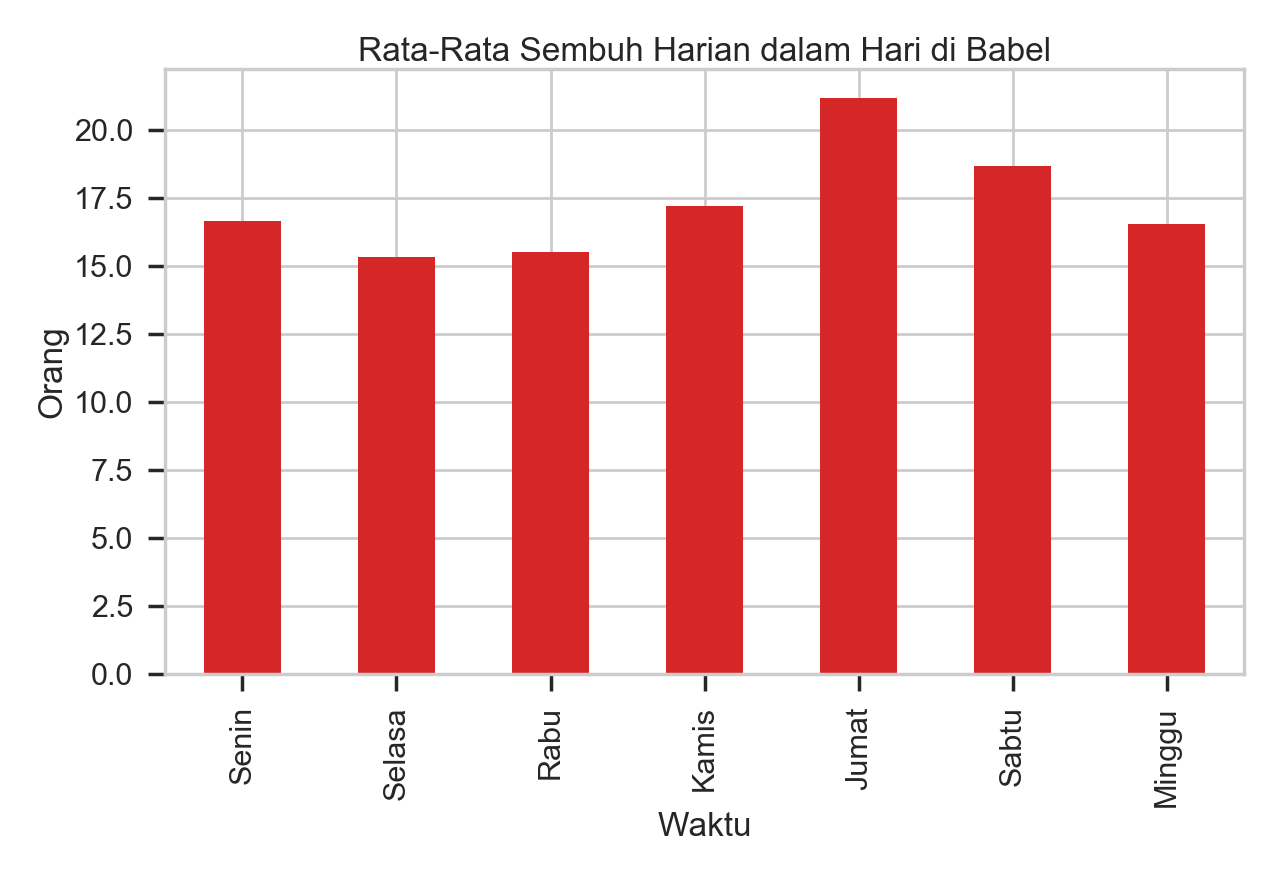 Rata-Rata Sembuh Harian dalam Hari di Babel
20.0
17.5
15.0
12.5
10.0
7.5
5.0
2.5
0.0
Orang
Senin
Selasa
Rabu
Kamis
Jumat
Sabtu
Minggu
Waktu